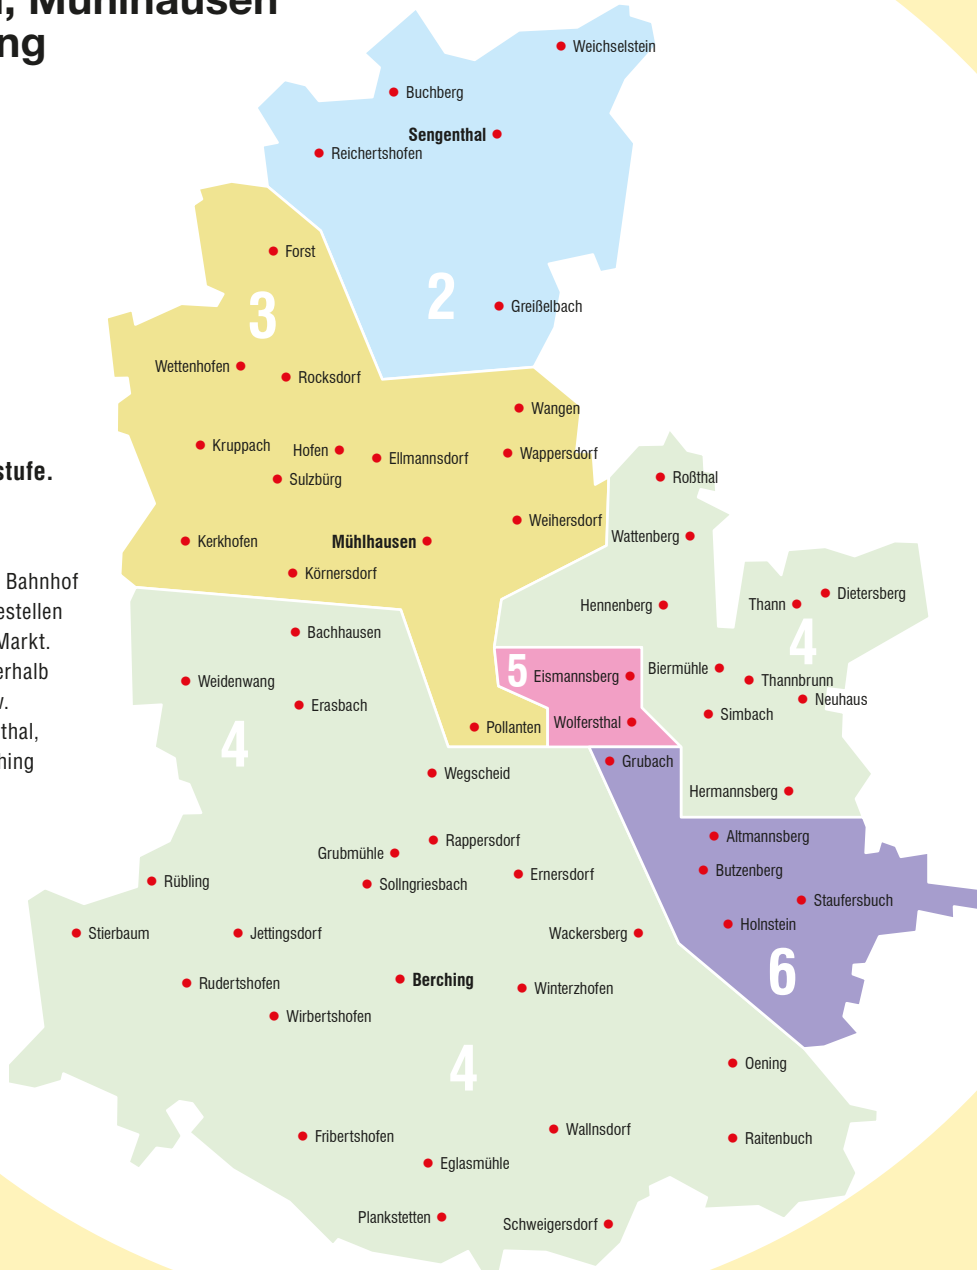 Mühlhausen
ng
Weichselstein
Buchberg
Sengenthal
Reichertshofen
Forst
2
3
Greißelbach
Wettenhofen
Rocksdorf
Wangen
Kruppach
Hofen
Ellmannsdorf
Wappersdorf
stufe.
Sulzbürg
Roßthal
Weihersdorf
Wattenberg
Kerkhofen
Mühlhausen
Körnersdorf
Bahnhof
estellen
Markt.
erhalb
v.
thal,
hing
Hennenberg
Thann
Dietersberg
4
Bachhausen
5
Eismannsberg
Biermühle
Thannbrunn
Weidenwang
Neuhaus
Erasbach
Simbach
Wolfersthal
Pollanten
4
Grubach
Wegscheid
Hermannsberg
Rappersdorf
Altmannsberg
Grubmühle
Butzenberg
Rübling
Sollngriesbach
Ernersdorf
Staufersbuch
Holnstein
Stierbaum
Jettingsdorf
Wackersberg
6
Rudertshofen
Berching
Winterzhofen
Wirbertshofen
4
Oening
Fribertshofen
Wallnsdorf
Raitenbuch
Eglasmühle
Plankstetten
Schweigersdorf